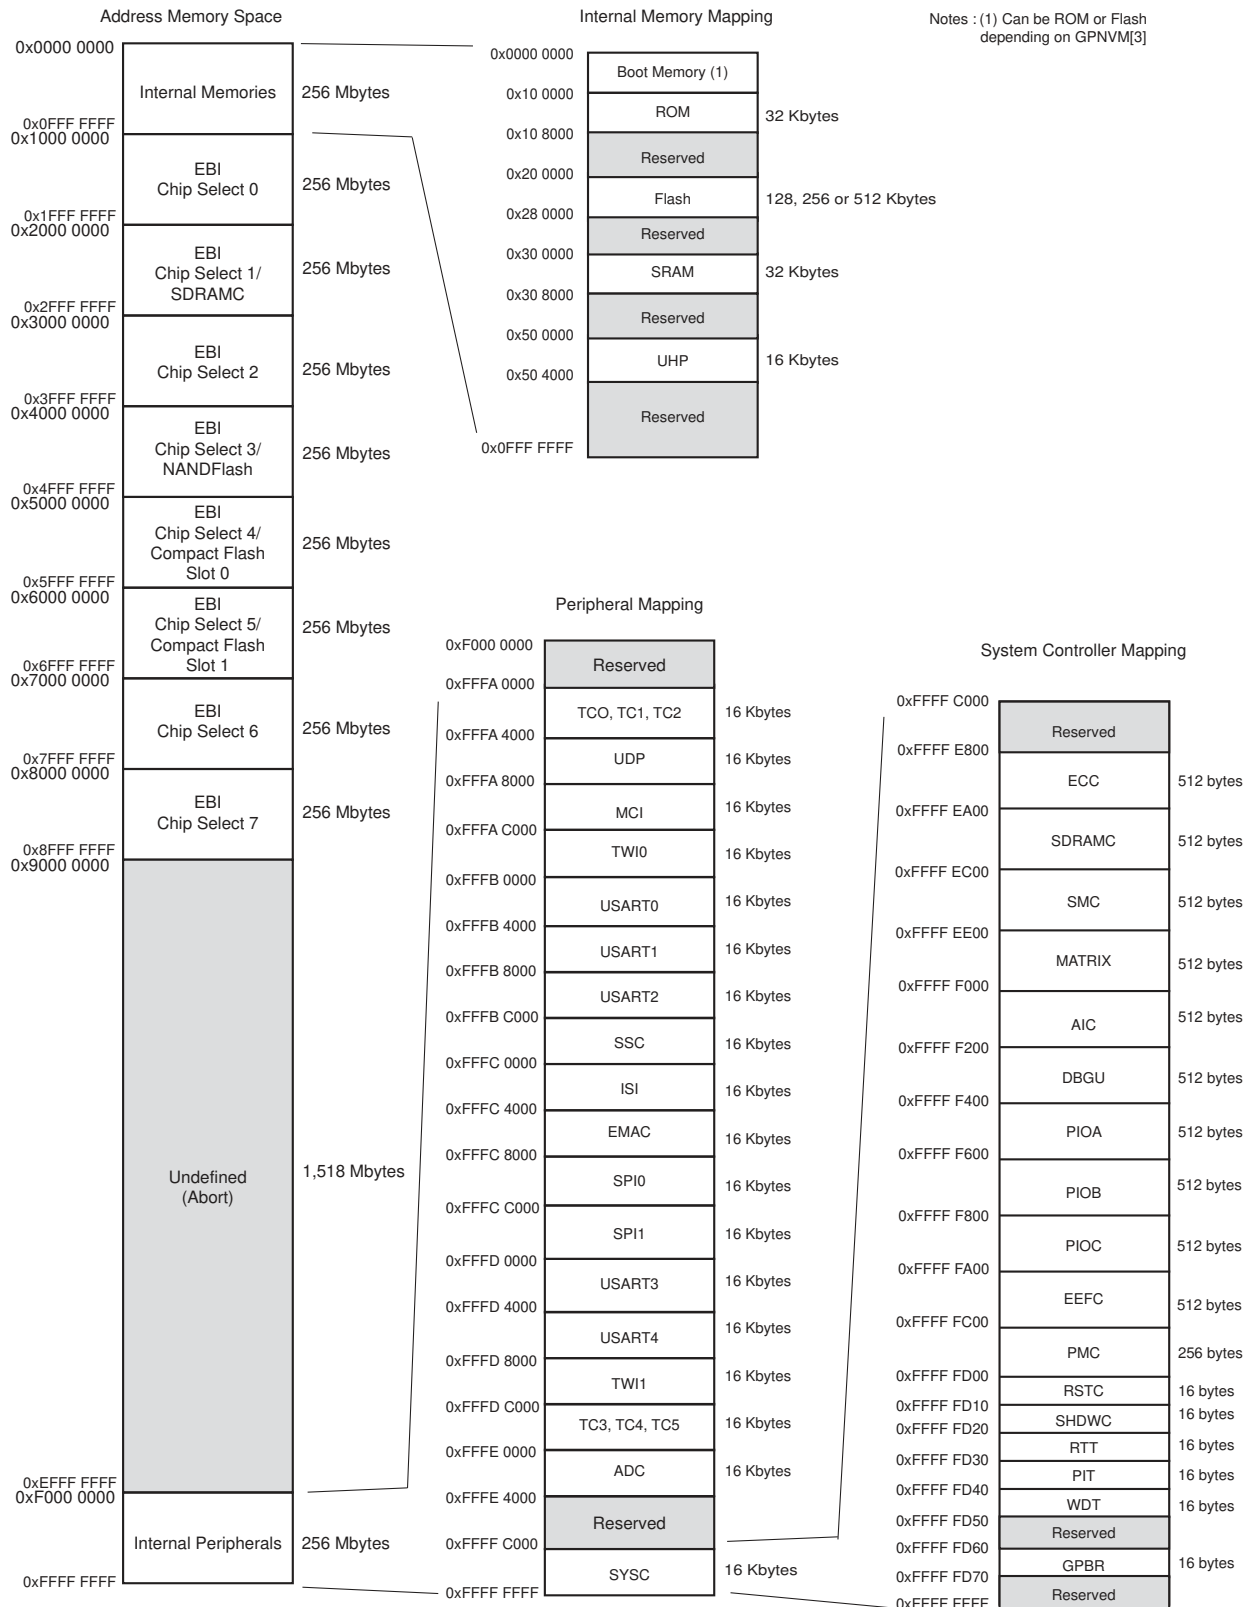 Address Memory Space
0x0000 0000
Internal Memories
256 Mbytes
0x0FFF FFFF
0x1000 0000
EBI
Chip Select 0
256 Mbytes
0x1FFF FFFF
0x2000 0000
EBI
Chip Select 1/
SDRAMC
256 Mbytes
0x2FFF FFFF
0x3000 0000
EBI
Chip Select 2
256 Mbytes
0x3FFF FFFF
0x4000 0000
EBI
Chip Select 3/
NANDFlash
256 Mbytes
0x4FFF FFFF
0x5000 0000
EBI
Chip Select 4/
Compact Flash
Slot 0
256 Mbytes
0x5FFF FFFF
0x6000 0000
EBI
Chip Select 5/
Compact Flash
Slot 1
256 Mbytes
0x6FFF FFFF
0x7000 0000
EBI
Chip Select 6
256 Mbytes
0x7FFF FFFF
0x8000 0000
EBI
Chip Select 7
256 Mbytes
0x8FFF FFFF
0x9000 0000
Undefined
(Abort)
1,518 Mbytes
0xEFFF FFFF
0xF000 0000
Internal Peripherals
256 Mbytes
0xFFFF FFFF
Internal Memory Mapping
0x0000 0000
Boot Memory (1)
0x10 0000
ROM
32 Kbytes
0x10 8000
Reserved
0x20 0000
Flash
128, 256 or 512 Kbytes
0x28 0000
Reserved
0x30 0000
SRAM
32 Kbytes
0x30 8000
Reserved
0x50 0000
UHP
16 Kbytes
0x50 4000
Reserved
0x0FFF FFFF
Notes : (1) Can be ROM or Flash
depending on GPNVM[3]
Peripheral Mapping
0xF000 0000
Reserved
0xFFFA 0000
TCO, TC1, TC2
16 Kbytes
0xFFFA 4000
UDP
16 Kbytes
0xFFFA 8000
MCI
16 Kbytes
0xFFFA C000
TWI0
16 Kbytes
0xFFFB 0000
USART0
16 Kbytes
0xFFFB 4000
USART1
16 Kbytes
0xFFFB 8000
USART2
16 Kbytes
0xFFFB C000
SSC
16 Kbytes
0xFFFC 0000
ISI
16 Kbytes
0xFFFC 4000
EMAC
16 Kbytes
0xFFFC 8000
SPI0
16 Kbytes
0xFFFC C000
SPI1
16 Kbytes
0xFFFD 0000
USART3
16 Kbytes
0xFFFD 4000
USART4
16 Kbytes
0xFFFD 8000
TWI1
16 Kbytes
0xFFFD C000
TC3, TC4, TC5
16 Kbytes
0xFFFE 0000
ADC
16 Kbytes
0xFFFE 4000
Reserved
0xFFFF C000
SYSC
16 Kbytes
0xFFFF FFFF
System Controller Mapping
0xFFFF C000
Reserved
0xFFFF E800
ECC
512 bytes
0xFFFF EA00
SDRAMC
512 bytes
0xFFFF EC00
SMC
512 bytes
0xFFFF EE00
MATRIX
512 bytes
0xFFFF F000
AIC
512 bytes
0xFFFF F200
DBGU
512 bytes
0xFFFF F400
PIOA
512 bytes
0xFFFF F600
PIOB
512 bytes
0xFFFF F800
PIOC
512 bytes
0xFFFF FA00
EEFC
512 bytes
0xFFFF FC00
PMC
256 bytes
0xFFFF FD00
RSTC
16 bytes
0xFFFF FD10
SHDWC
16 bytes
0xFFFF FD20
RTT
16 bytes
0xFFFF FD30
PIT
16 bytes
0xFFFF FD40
WDT
16 bytes
0xFFFF FD50
Reserved
0xFFFF FD60
GPBR
16 bytes
0xFFFF FD70
Reserved
0xFFFF FFFF